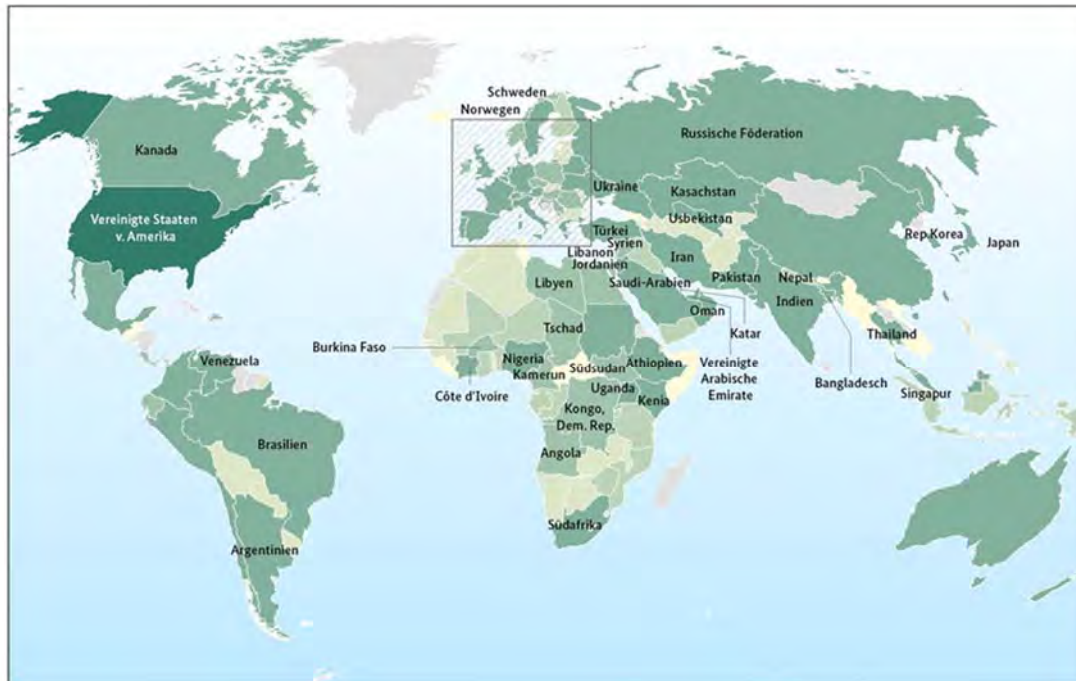 Schweden
Norwegen
Kanada
Russische Föderation
Ukraine
Kasachstan
Vereinigte Staaten
v. Amerika
Usbekistan
Türkei
Rep.Korea
Japan
Syrien
Libanon
Jordanien
Iran
Pakistan
Nepal
Libyen
Saudi-Arabien
Indien
Oman
Tschad
Katar
Thailand
Burkina Faso
Venezuela
Nigeria
Südsudan
Äthiopien
Vereinigte
Arabische
Emirate
Kamerun
Bangladesch
Uganda
Côte d'Ivoire
Kenia
Singapur
Kongo,
Dem. Rep.
Brasilien
Angola
Südafrika
Argentinien